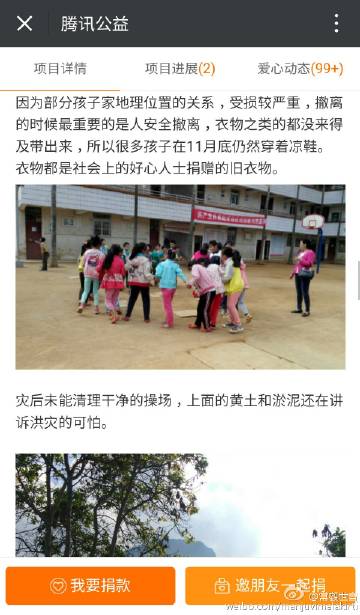 腾讯公益
项目详情
项目进展(2)
爱心动态(99+)
因为部分孩子家地理位置的关系，受损较严重，撤离
的时候最重要的是人安全撤离，衣物之类的都没来得
及带出来，所以很多孩子在11月底仍然穿着凉鞋。
衣物都是社会上的好心人士捐赠的旧衣物。
灾后未能清理干净的操场，上面的黄土和淤泥还在讲
诉洪灾的可怕。
我要捐款
邀朋友一起捐